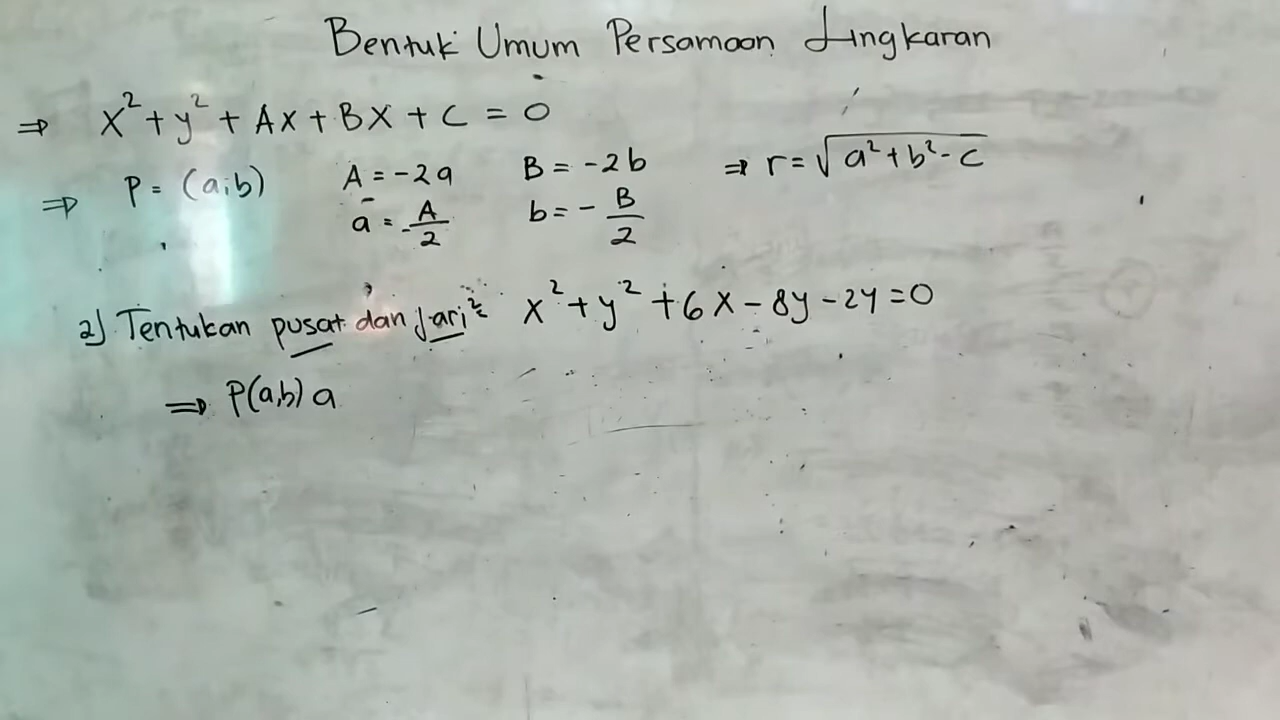 Bentuk Umum Persamaan Lingkaran
⇒ x² + y² + Ax + BX + C = 0
⇒ P = (a;b) A = -2a B = -2b ⇒ r = √(a² + b² - c)
a = -A/2 b = -B/2
2) Tentukan pusat dan jari² x² + y² + 6x - 8y - 24 = 0
⇒ P(a,b) a